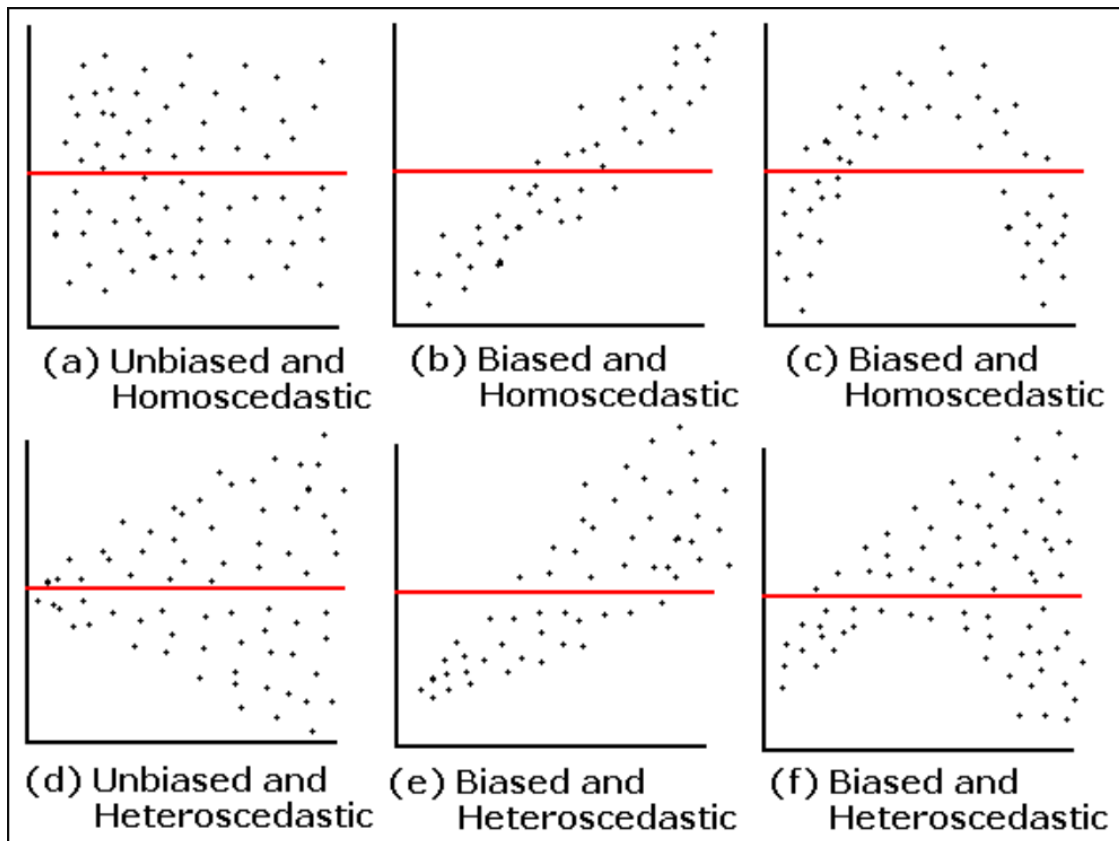 (a) Unbiased and
Homoscedastic
(b) Biased and
Homoscedastic
(c) Biased and
Homoscedastic
(d) Unbiased and
Heteroscedastic
(e) Biased and
Heteroscedastic
(f) Biased and
Heteroscedastic